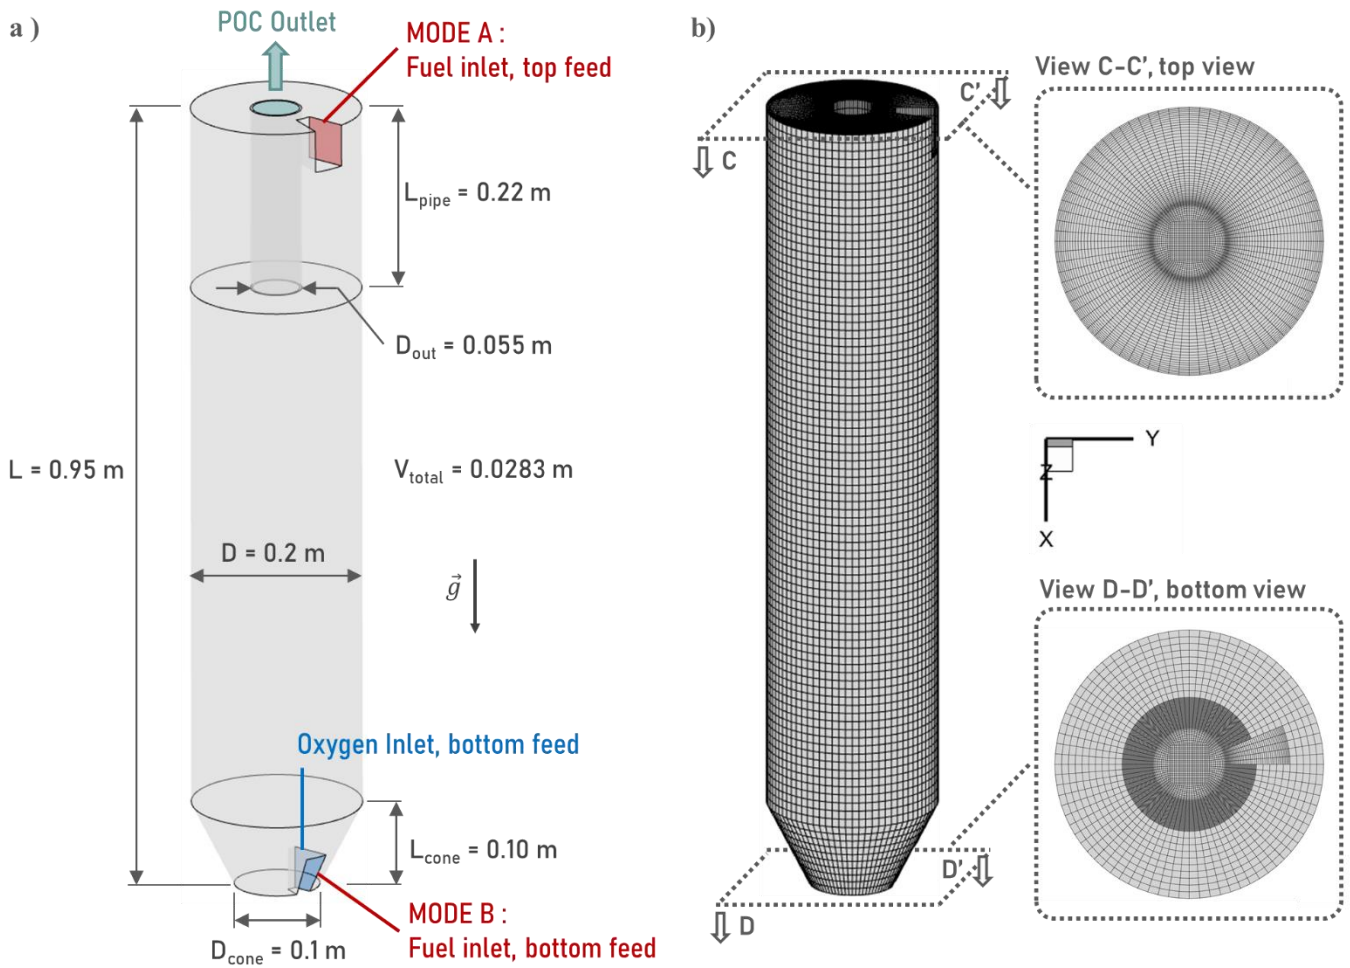 a )
POC Outlet
MODE A :
Fuel inlet, top feed
L_pipe = 0.22 m
D_out = 0.055 m
L = 0.95 m
V_total = 0.0283 m
D = 0.2 m
g⃗
Oxygen Inlet, bottom feed
L_cone = 0.10 m
MODE B :
Fuel inlet, bottom feed
D_cone = 0.1 m
b)
C'
C
View C-C', top view
Y
Z
X
View D-D', bottom view
D'
D